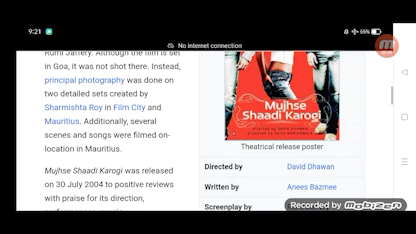 9:21
55%
No internet connection
Rumi Jaffery. Although the film is set
in Goa, it was not shot there. Instead,
principal photography was done on
two detailed sets created by
Sharmishta Roy in Film City and
Mauritius. Additionally, several
scenes and songs were filmed on-
location in Mauritius.
Mujhse Shaadi Karogi was released
on 30 July 2004 to positive reviews
with praise for its direction,
Mujhse
Shaadi Karogi
Theatrical release poster
Directed by David Dhawan
Written by Anees Bazmee
Screenplay by
Recorded by Mobizen